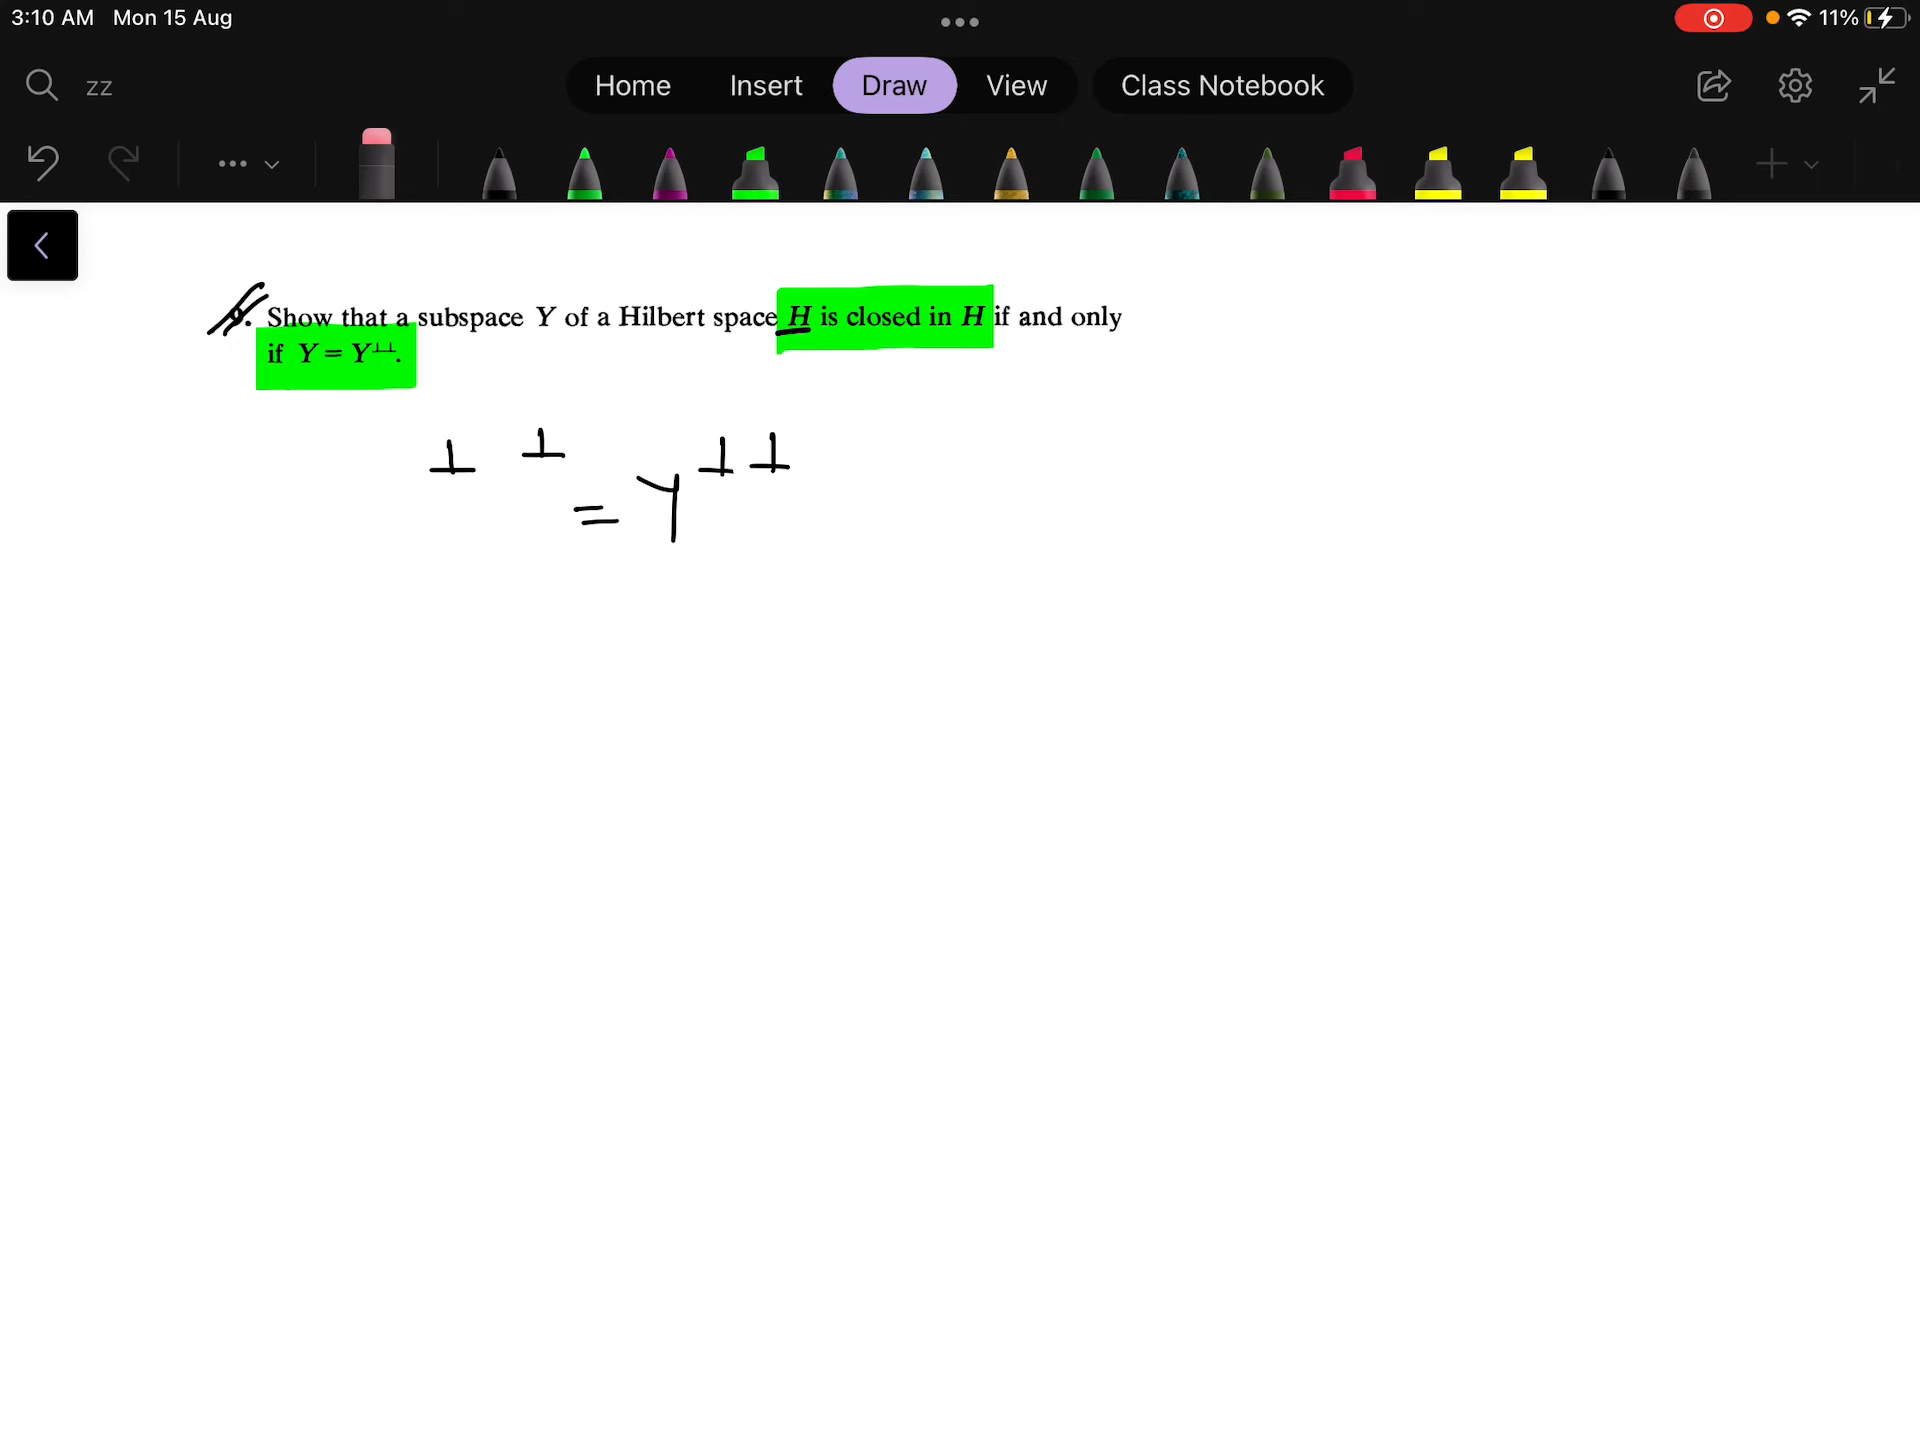 3:10 AM Mon 15 Aug
11%
zz
Home Insert Draw View Class Notebook
9. Show that a subspace Y of a Hilbert space H is closed in H if and only
if Y = Y⊥⊥.
⊥ ⊥ = Y⊥⊥